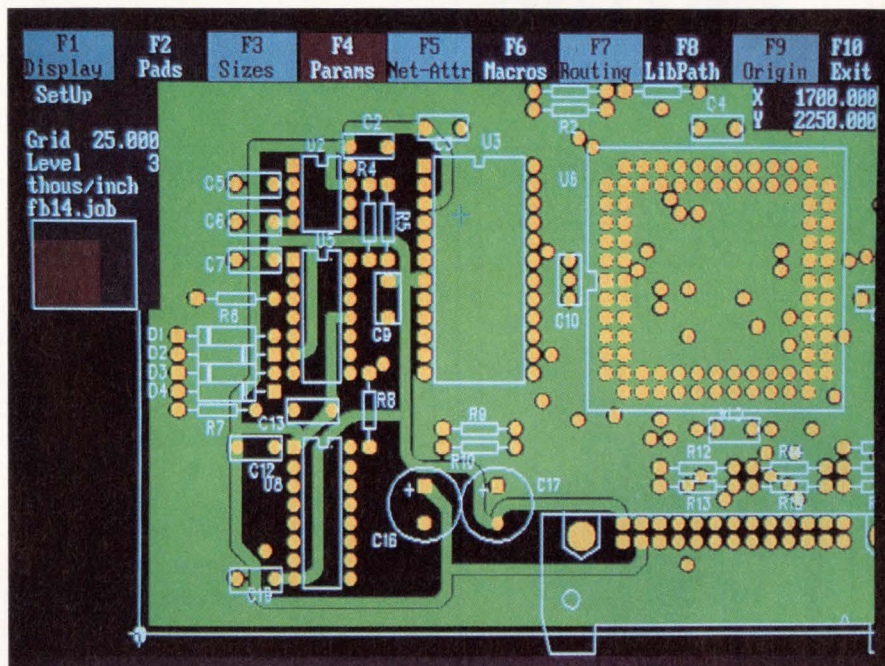 F1 F2 F3 F4 F5 F6 F7 F8 F9 F10
Display Pads Sizes Params Net-Attr Macros Routing LibPath Origin Exit
SetUp
X 1700.000
Y 2250.000
Grid 25.000
Level 3
thous/inch
fb14.job
C2
C3
C4
R2
U2
U3
R4
U6
C5
C6
R5
U5
C7
R6
C9
C10
D1
D2
D3
D4
R7
C13
R8
R9
R10
C12
U8
R12
R13
C17
C16
+
+